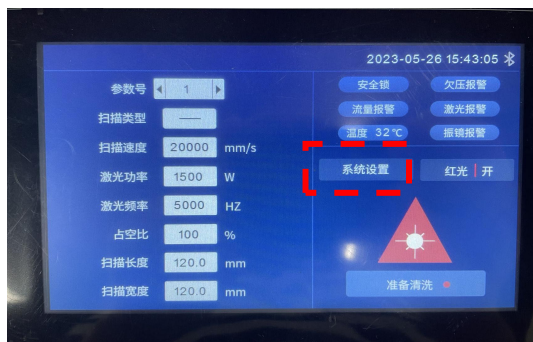 2023-05-26 15:43:05
参数号 1
扫描类型 —
扫描速度 20000 mm/s
激光功率 1500 W
激光频率 5000 HZ
占空比 100 %
扫描长度 120.0 mm
扫描宽度 120.0 mm
安全锁 欠压报警
流量报警 激光报警
温度 32℃ 振镜报警
系统设置 红光 开
准备清洗